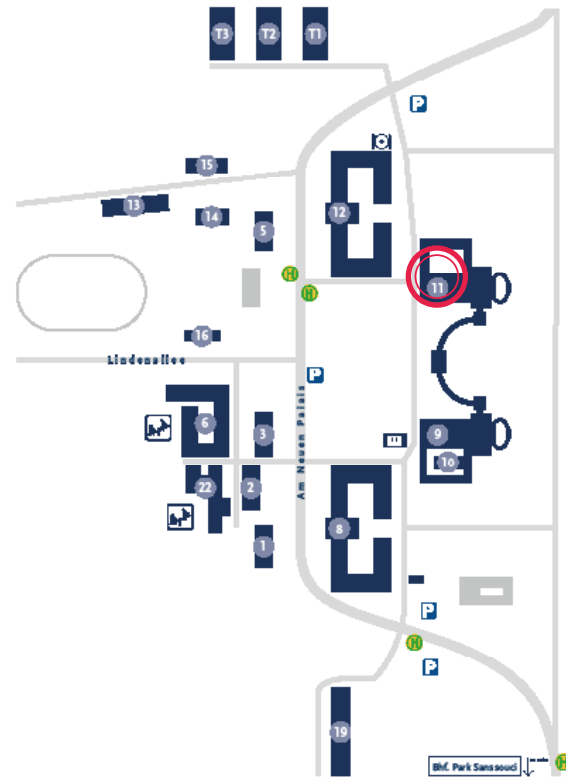 T3
T2
T1
P
15
13
14
5
12
H
H
11
16
Lindenallee
P
Am Neuen Palais
6
3
9
10
22
2
8
1
P
H
P
19
Bhf. Park Sanssouci
H